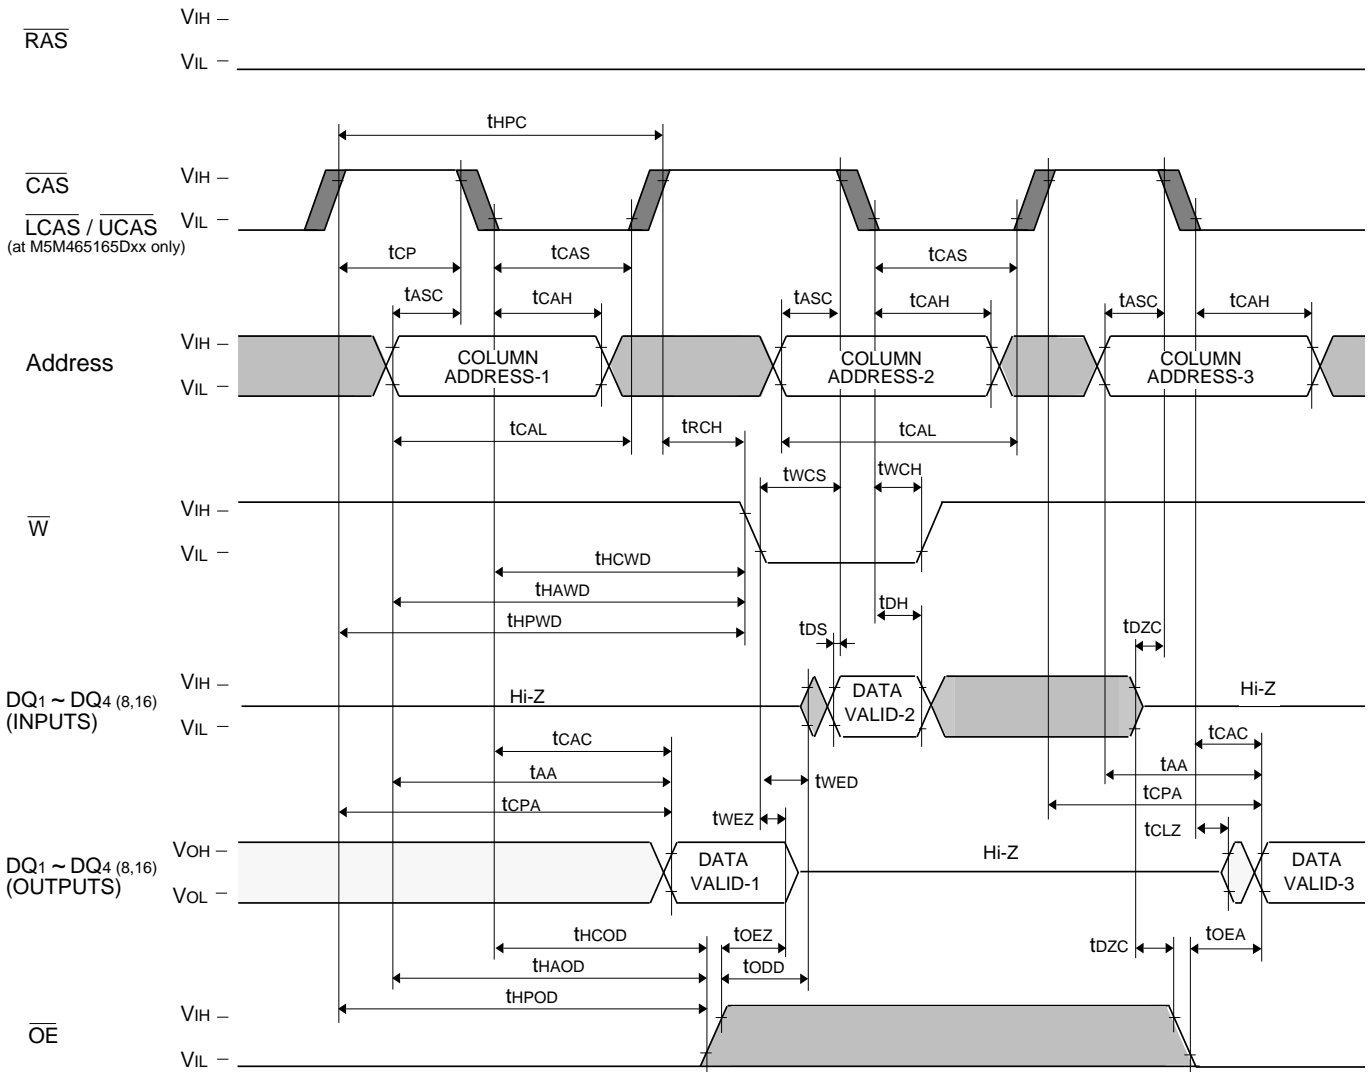 VIH
RAS
VIL
tHPC
CAS
VIH
LCAS / UCAS
VIL
(at M5M465165Dxx only)
tCP
tCAS
tCAS
tASC
tCAH
tASC
tCAH
tASC
tCAH
Address
VIH
VIL
COLUMN ADDRESS-1
COLUMN ADDRESS-2
COLUMN ADDRESS-3
tCAL
tRCH
tCAL
tWCS
tWCH
W
VIH
VIL
tHCWD
tHAWD
tHPWD
tDH
tDS
tDZC
DQ1 ~ DQ4 (8,16)
(INPUTS)
VIH
VIL
Hi-Z
DATA
VALID-2
Hi-Z
tCAC
tCAC
tAA
tWED
tAA
tCPA
tCPA
tWEZ
tCLZ
DQ1 ~ DQ4 (8,16)
(OUTPUTS)
VOH
VOL
DATA
VALID-1
Hi-Z
DATA
VALID-3
tHCOD
tOEZ
tDZC
tOEA
tHAOD
tODD
tHPOD
OE
VIH
VIL